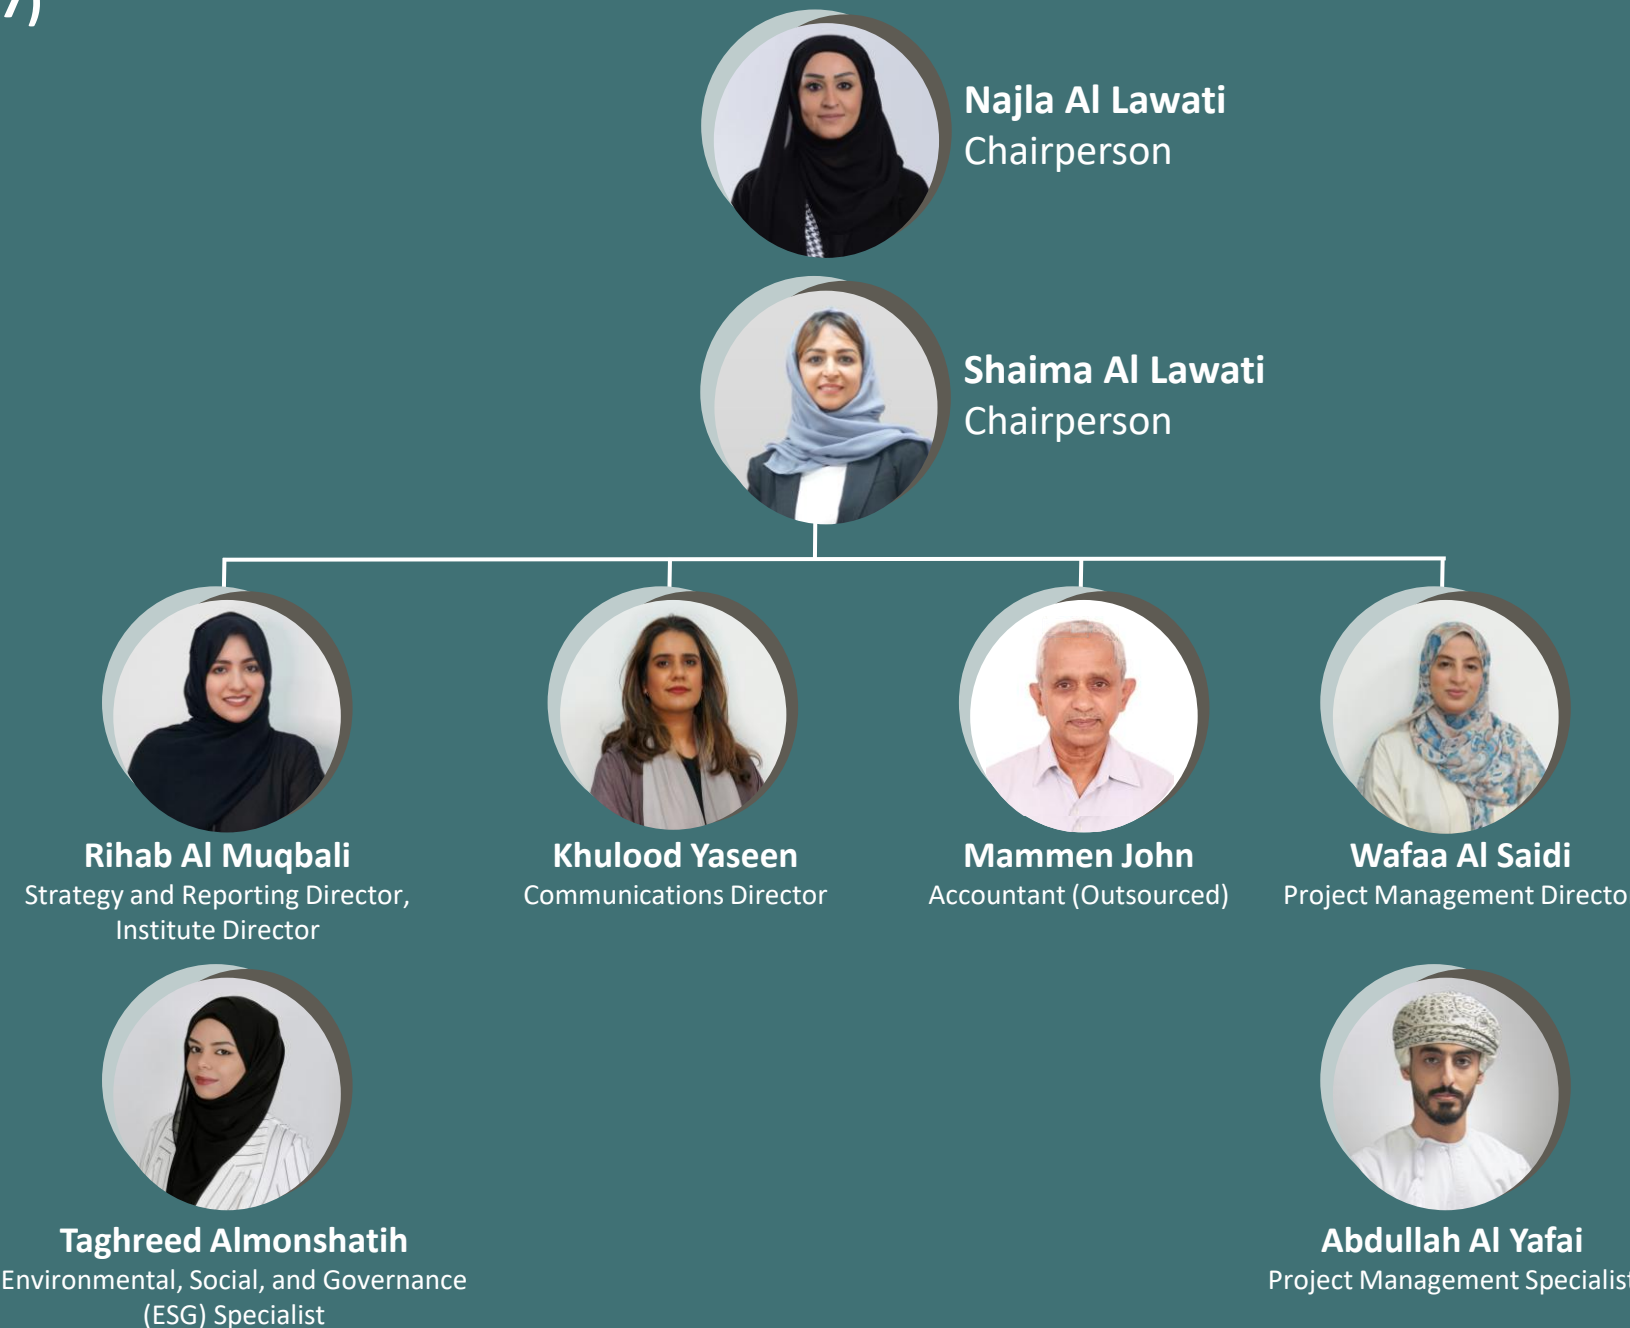 7)
Najla Al Lawati
Chairperson
Shaima Al Lawati
Chairperson
Rihab Al Muqbali
Strategy and Reporting Director,
Institute Director
Khulood Yaseen
Communications Director
Mammen John
Accountant (Outsourced)
Wafaa Al Saidi
Project Management Directo
Taghreed Almonshatih
Environmental, Social, and Governance
(ESG) Specialist
Abdullah Al Yafai
Project Management Specialist